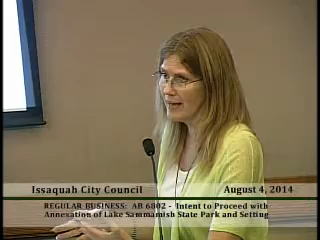 Issaquah City Council August 4, 2014
REGULAR BUSINESS: AB 6802 - Intent to Proceed with
Annexation of Lake Sammamish State Park and Setting